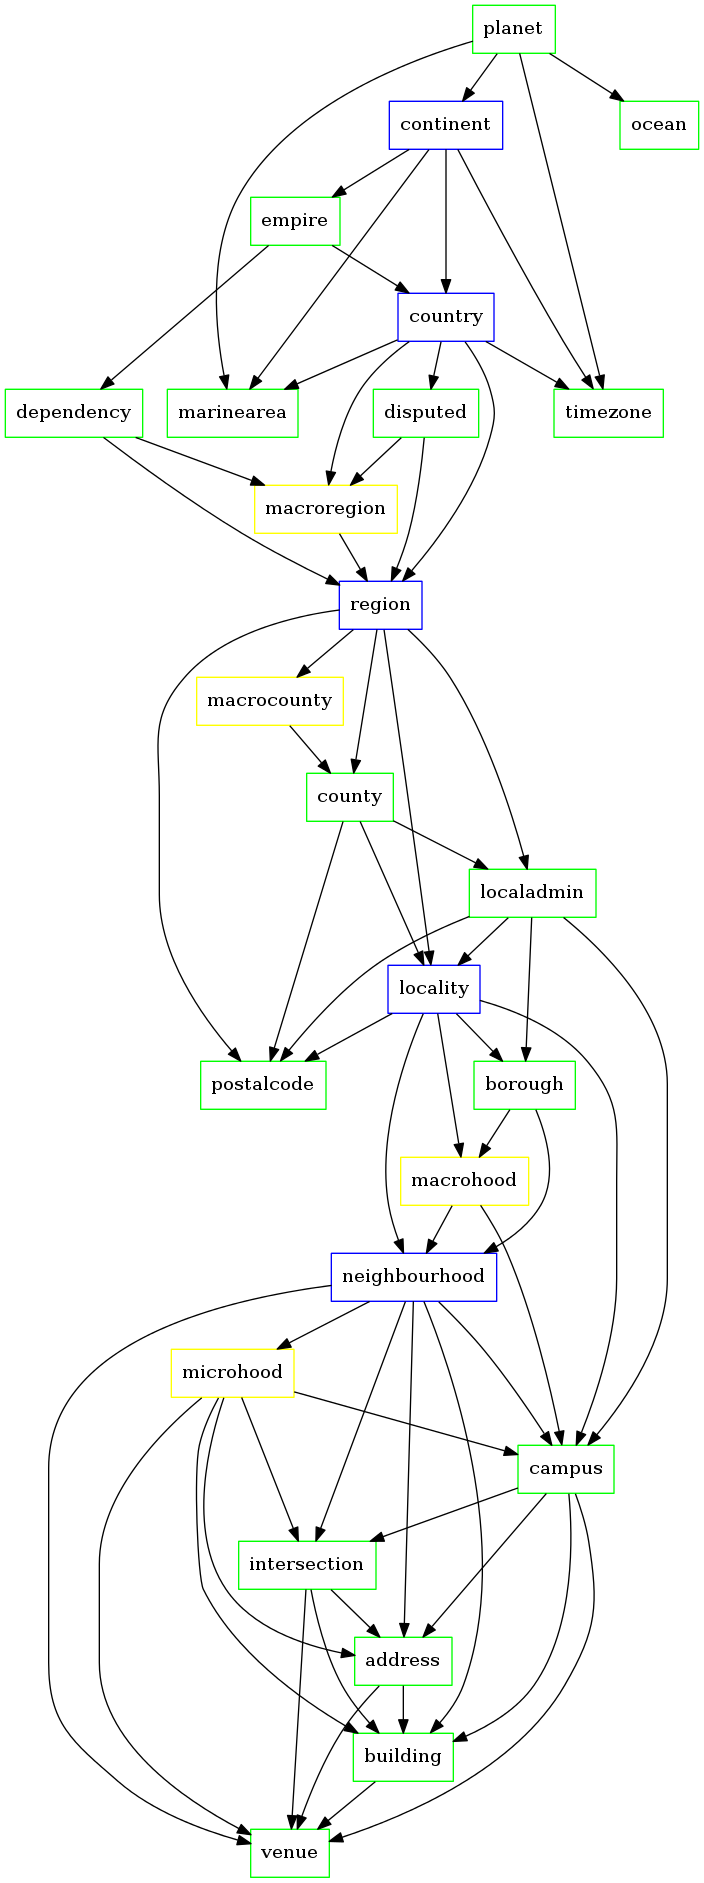 planet
continent
ocean
empire
country
dependency
marinearea
disputed
timezone
macroregion
region
macrocounty
county
localadmin
locality
postalcode
borough
macrohood
neighbourhood
microhood
campus
intersection
address
building
venue